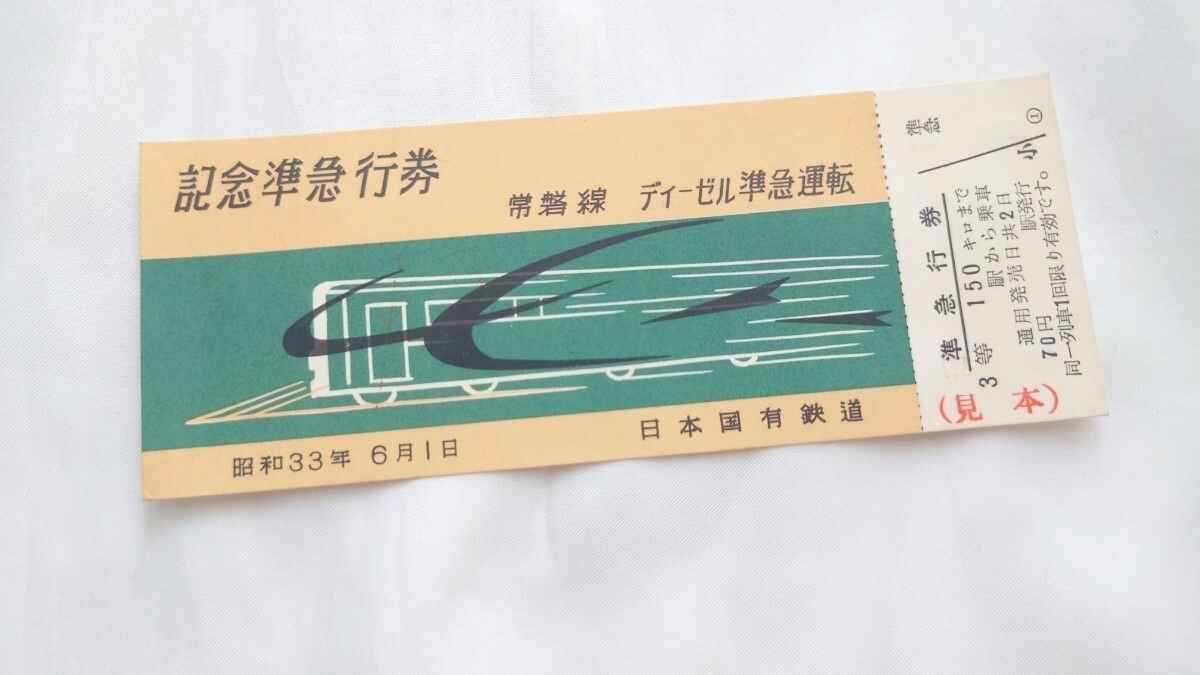 記念準急行券
常磐線 ディーゼル準急運転
昭和33年 6月1日
日本国有鉄道
準急
小
①
準急行券
3等 150キロまで
駅から乗車
通用発売日共2日
70円 駅発行
同一列車1回限り有効です。
(見本)